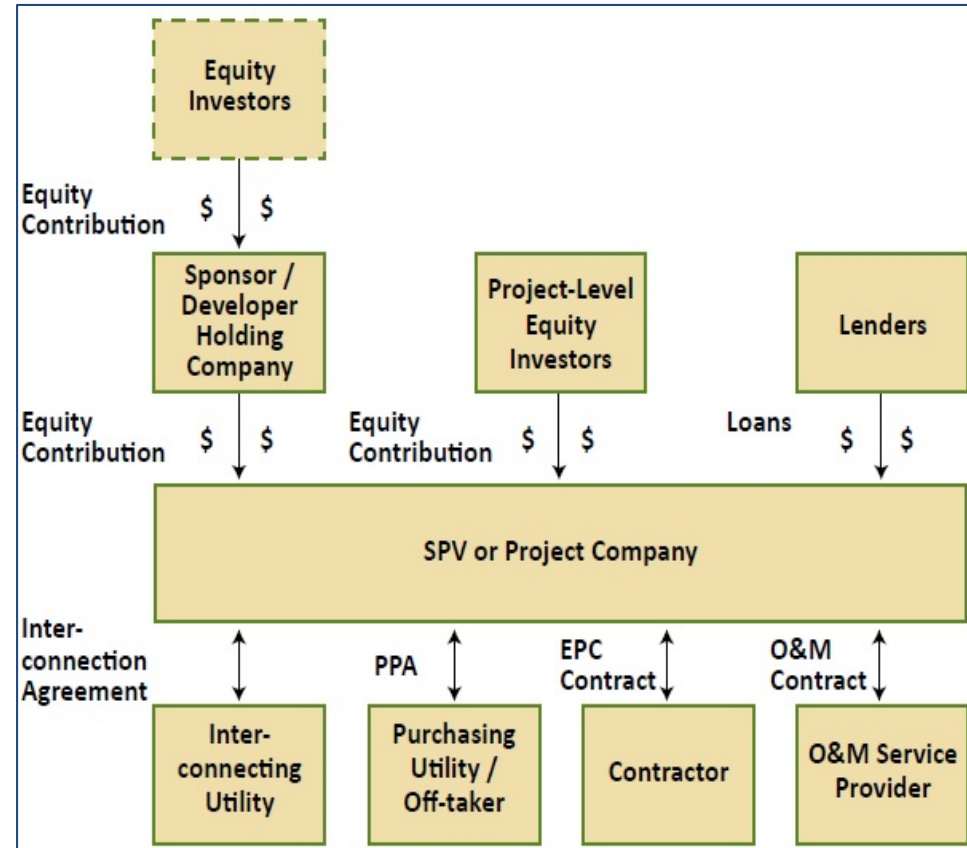 Equity
Investors
Equity
Contribution
$ $
Sponsor /
Developer
Holding
Company
Project-Level
Equity
Investors
Lenders
Equity
Contribution
$ $
Equity
Contribution
$ $
Loans
$ $
SPV or Project Company
Inter-
connection
Agreement
PPA
EPC
Contract
O&M
Contract
Inter-
connecting
Utility
Purchasing
Utility /
Off-taker
Contractor
O&M Service
Provider